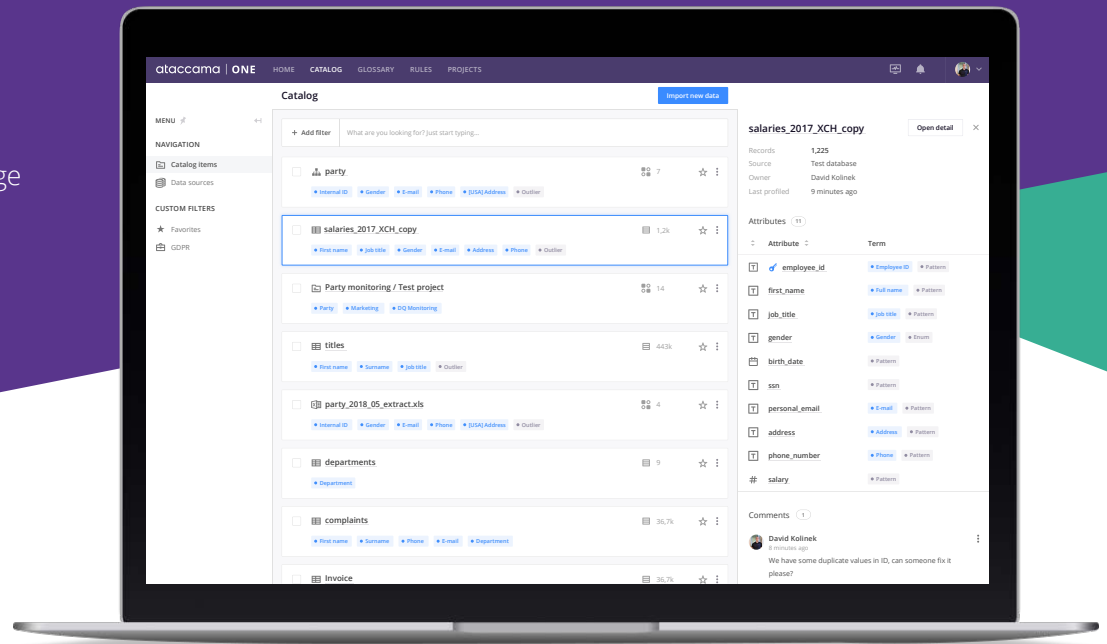 ge
ataccama | ONE HOME CATALOG GLOSSARY RULES PROJECTS
Catalog
Import new data
MENU
NAVIGATION
Catalog items
Data sources
CUSTOM FILTERS
Favorites
GDPR
+ Add filter What are you looking for? Just start typing...
party 7
Internal ID Gender E-mail Phone [USA] Address Outlier
salaries_2017_XCH_copy 1,2k
First name Job title Gender E-mail Address Phone Outlier
Party monitoring / Test project 14
Party Marketing DQ Monitoring
titles 443k
First name Surname Job title Outlier
party_2018_05_extract.xls 4
Internal ID Gender E-mail Phone [USA] Address Outlier
departments 9
Department
complaints 36,7k
First name Surname Phone E-mail Department
Invoice 36,7k
salaries_2017_XCH_copy Open detail
Records 1,225
Source Test database
Owner David Kolinek
Last profiled 9 minutes ago
Attributes 11
Attribute Term
employee_id Employee ID Pattern
first_name Full name Pattern
job_title Job title Pattern
gender Gender Enum
birth_date Pattern
ssn Pattern
personal_email E-mail Pattern
address Address Pattern
phone_number Phone Pattern
# salary Pattern
Comments 1
David Kolinek
8 minutes ago
We have some duplicate values in ID, can someone fix it
please?